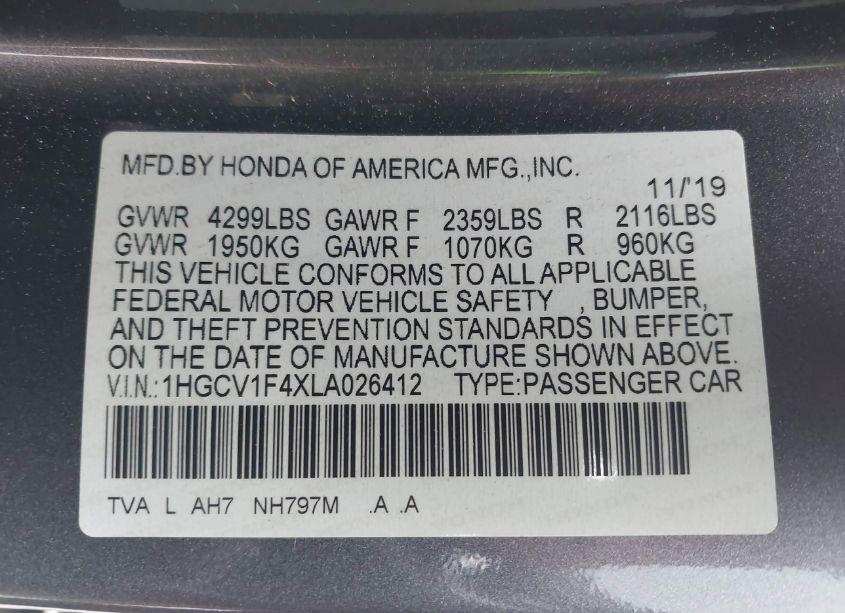 MFD.BY HONDA OF AMERICA MFG.,INC.
11/'19
GVWR 4299LBS GAWR F 2359LBS R 2116LBS
GVWR 1950KG GAWR F 1070KG R 960KG
THIS VEHICLE CONFORMS TO ALL APPLICABLE
FEDERAL MOTOR VEHICLE SAFETY , BUMPER,
AND THEFT PREVENTION STANDARDS IN EFFECT
ON THE DATE OF MANUFACTURE SHOWN ABOVE.
V.I.N.:1HGCV1F4XLA026412 TYPE:PASSENGER CAR
TVA L AH7 NH797M .A .A